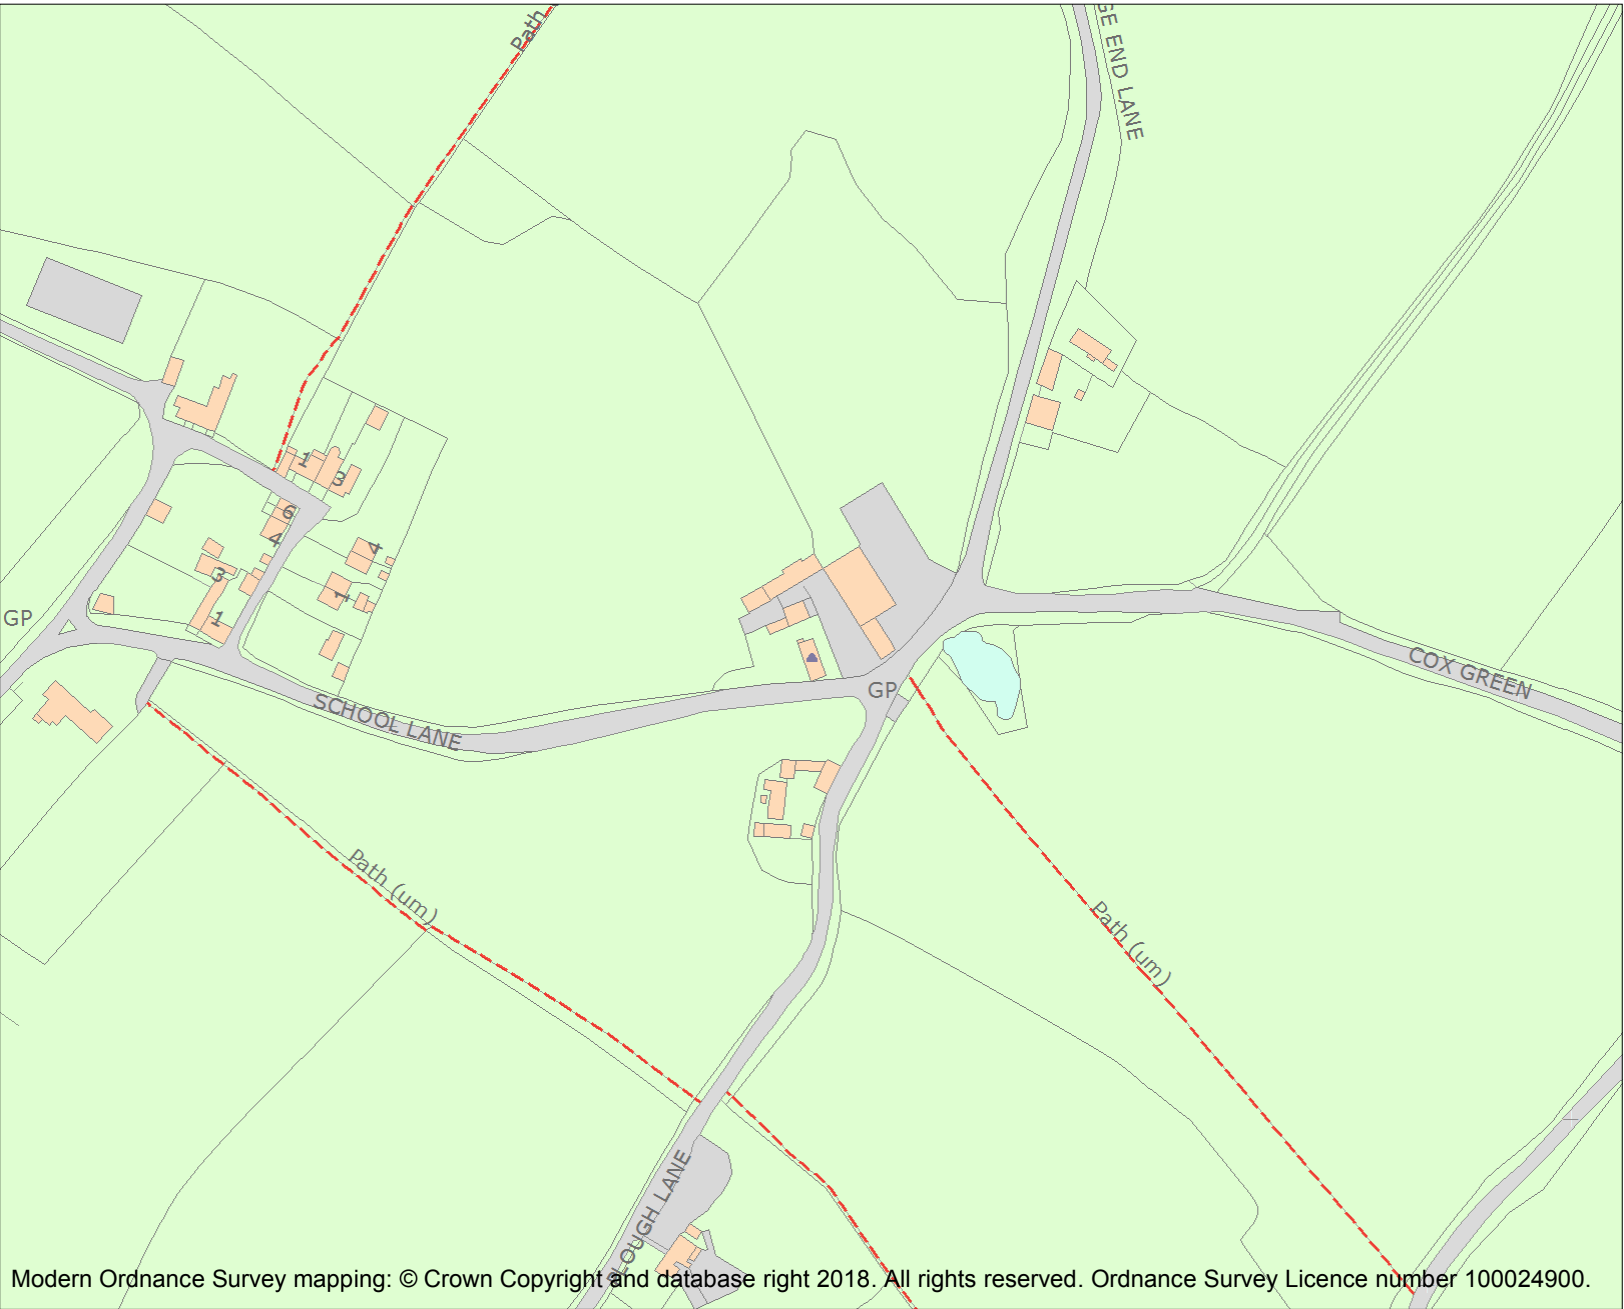 Path
GE END LANE
1
3
6
4
4
3
1
1
GP
COX GREEN
GP
SCHOOL LANE
Path (um)
Path (um)
PLOUGH LANE
Modern Ordnance Survey mapping: © Crown Copyright and database right 2018. All rights reserved. Ordnance Survey Licence number 100024900.